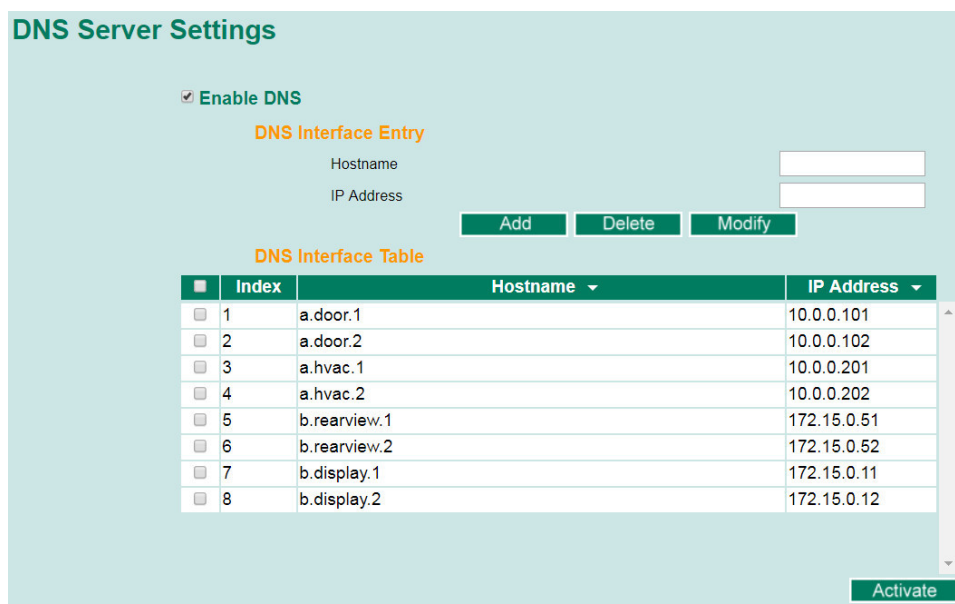 DNS Server Settings
Enable DNS
DNS Interface Entry
Hostname
IP Address
Add Delete Modify
DNS Interface Table
Index Hostname IP Address
1 a.door.1 10.0.0.101
2 a.door.2 10.0.0.102
3 a.hvac.1 10.0.0.201
4 a.hvac.2 10.0.0.202
5 b.rearview.1 172.15.0.51
6 b.rearview.2 172.15.0.52
7 b.display.1 172.15.0.11
8 b.display.2 172.15.0.12
Activate